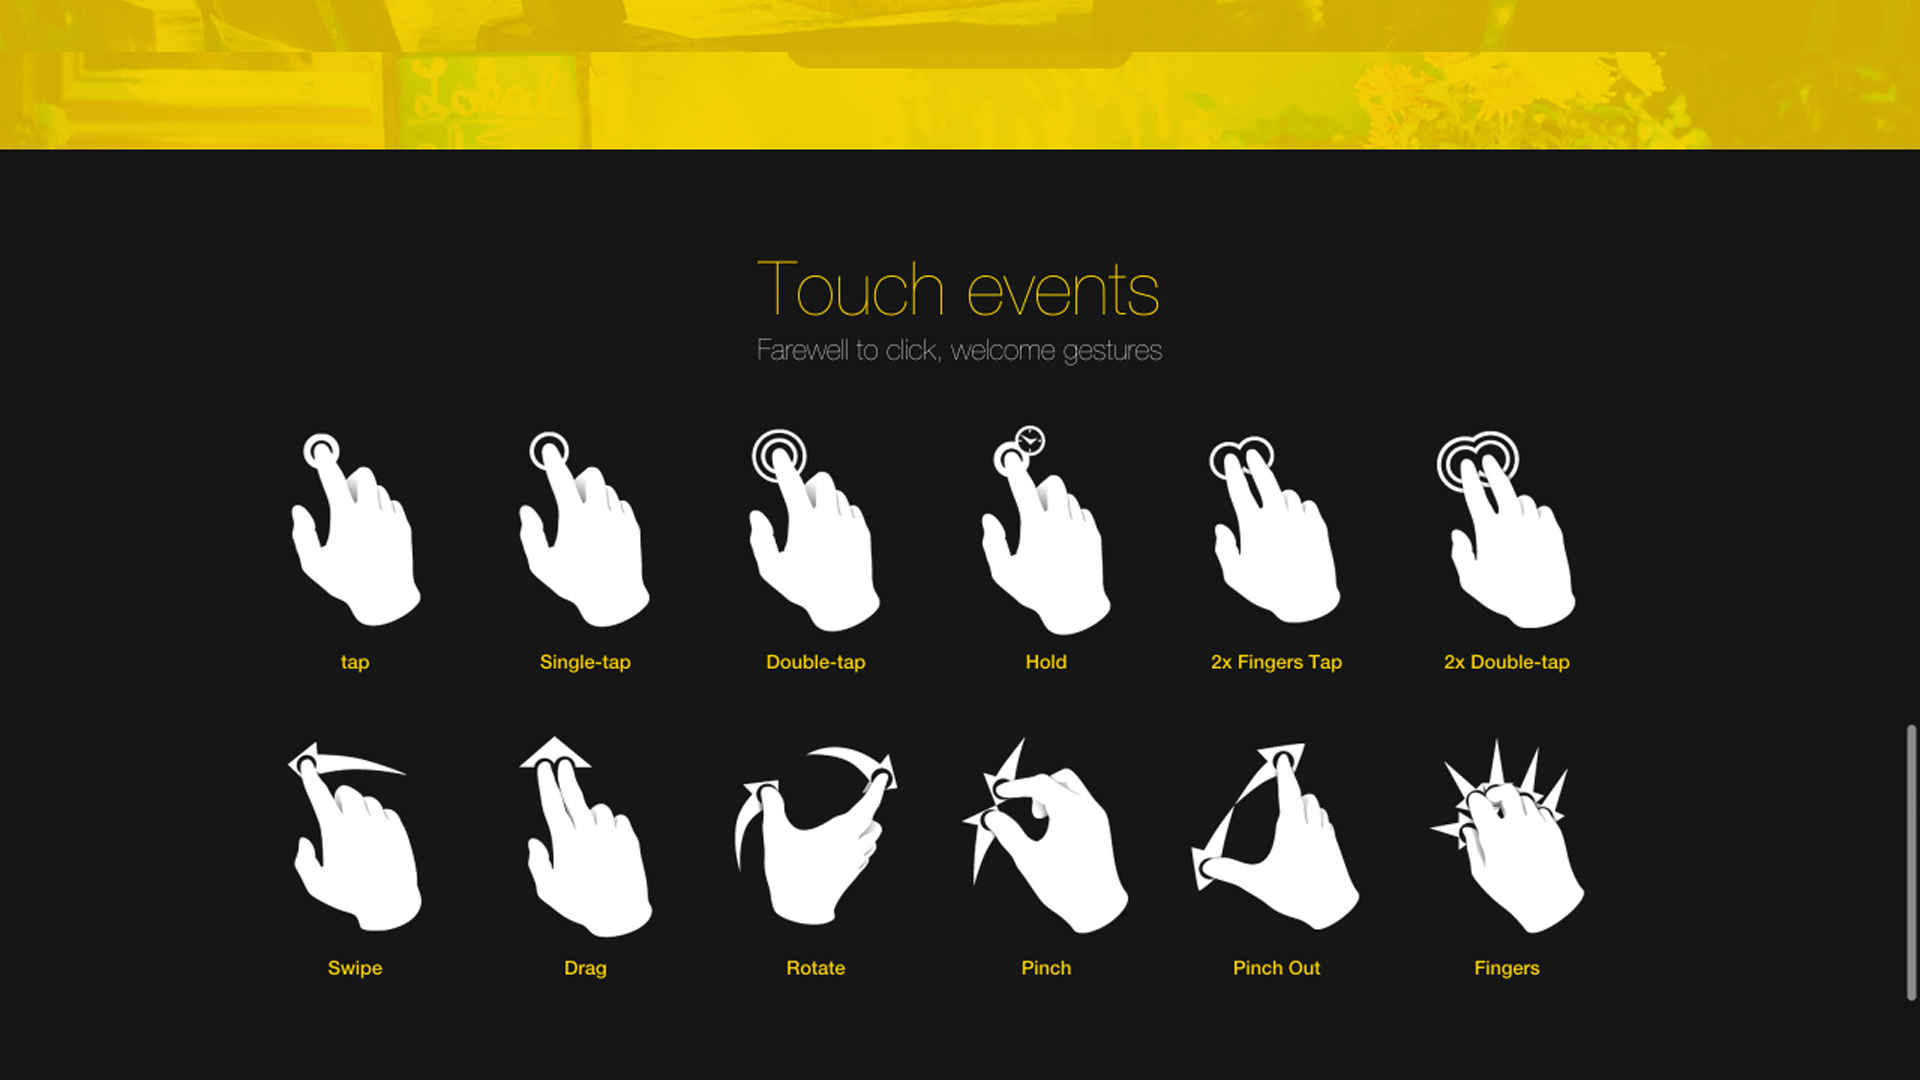 Lokal
Touch events
Farewell to click, welcome gestures
tap
Single-tap
Double-tap
Hold
2x Fingers Tap
2x Double-tap
Swipe
Drag
Rotate
Pinch
Pinch Out
Fingers